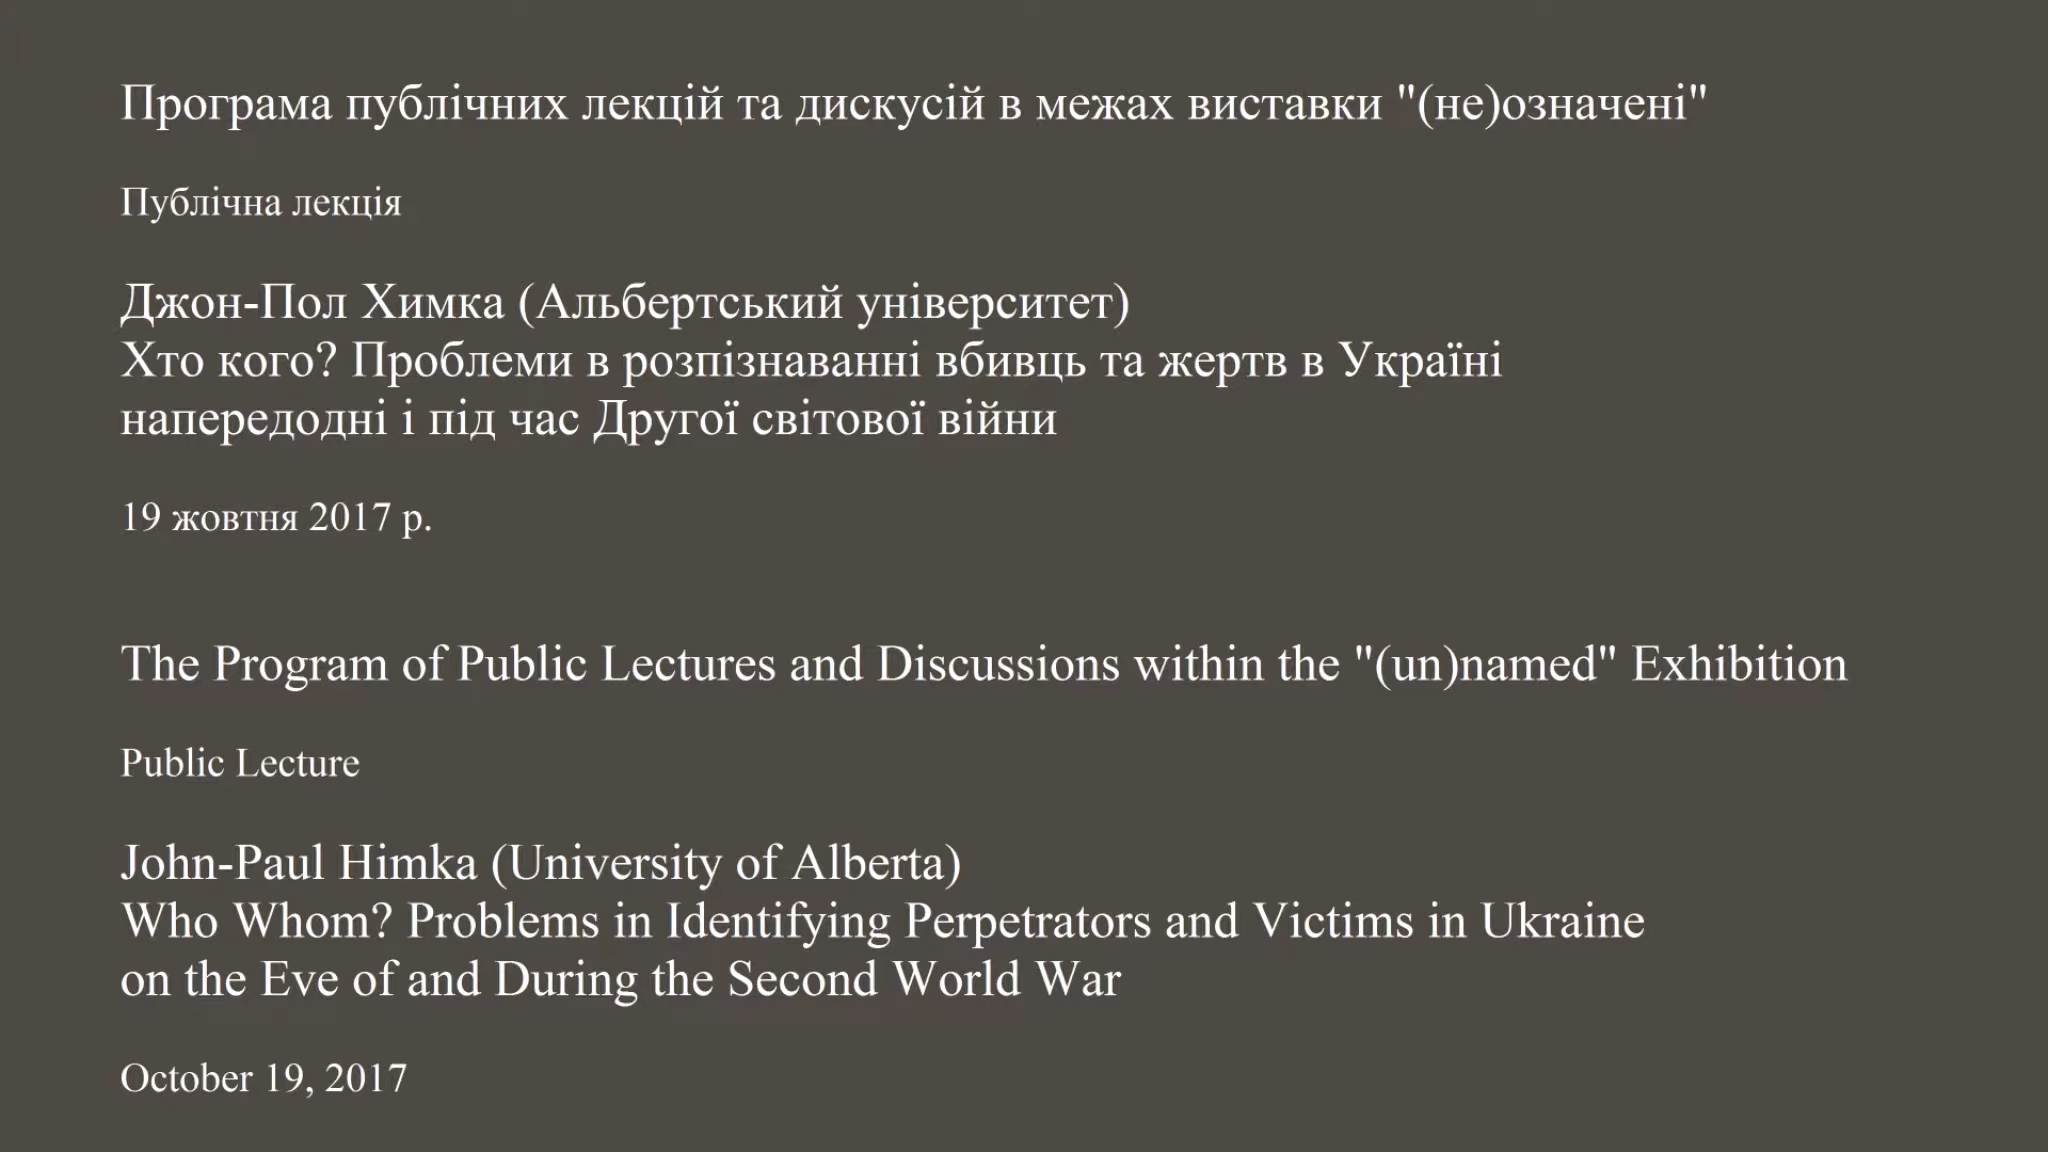 Програма публічних лекцій та дискусій в межах виставки "(не)означені"
Публічна лекція
Джон-Пол Химка (Альбертський університет)
Хто кого? Проблеми в розпізнаванні вбивць та жертв в Україні
напередодні і під час Другої світової війни
19 жовтня 2017 р.
The Program of Public Lectures and Discussions within the "(un)named" Exhibition
Public Lecture
John-Paul Himka (University of Alberta)
Who Whom? Problems in Identifying Perpetrators and Victims in Ukraine
on the Eve of and During the Second World War
October 19, 2017